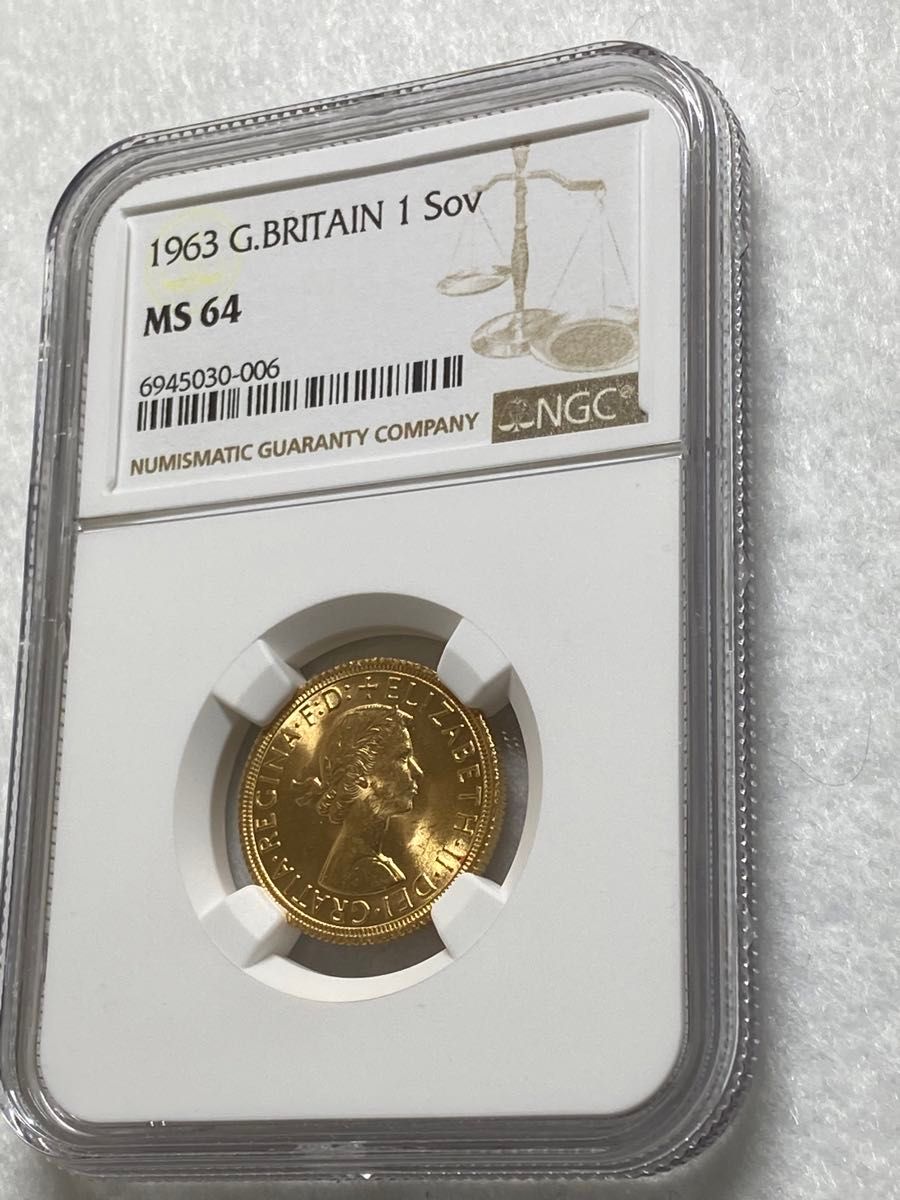 1963 G.BRITAIN 1 Sov
MS 64
6945030-006
NUMISMATIC GUARANTY COMPANY
NGC
+ELIZABETH·II·DEI·GRATIA·REGINA·F:D: